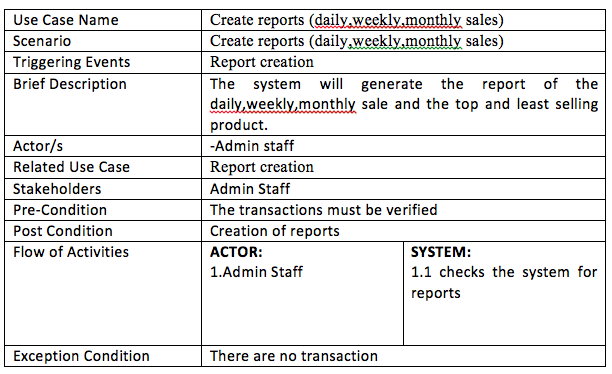 Use Case Name Create reports (daily,weekly,monthly sales)
Scenario Create reports (daily,weekly,monthly sales)
Triggering Events Report creation
Brief Description The system will generate the report of the
daily,weekly,monthly sale and the top and least selling
product.
Actor/s -Admin staff
Related Use Case Report creation
Stakeholders Admin Staff
Pre-Condition The transactions must be verified
Post Condition Creation of reports
Flow of Activities ACTOR: SYSTEM:
1.Admin Staff 1.1 checks the system for
reports
Exception Condition There are no transaction